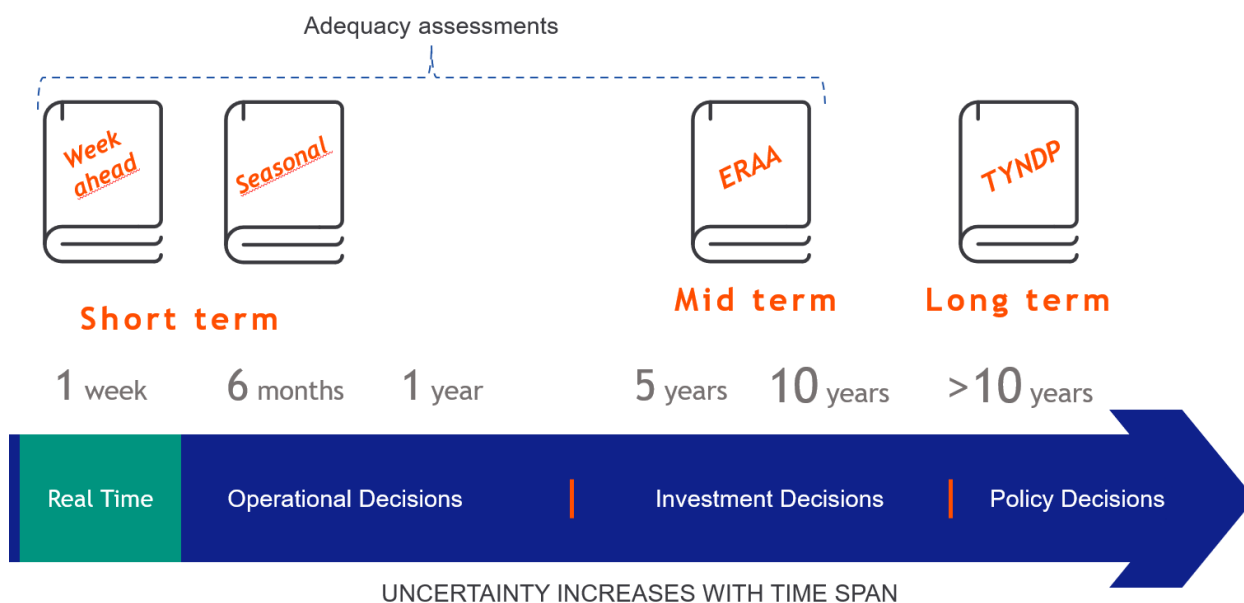 Adequacy assessments
Week
ahead
Seasonal
ERAA
TYNDP
Short term
Mid term
Long term
1 week
6 months
1 year
5 years
10 years
>10 years
Real Time
Operational Decisions
Investment Decisions
Policy Decisions
UNCERTAINTY INCREASES WITH TIME SPAN